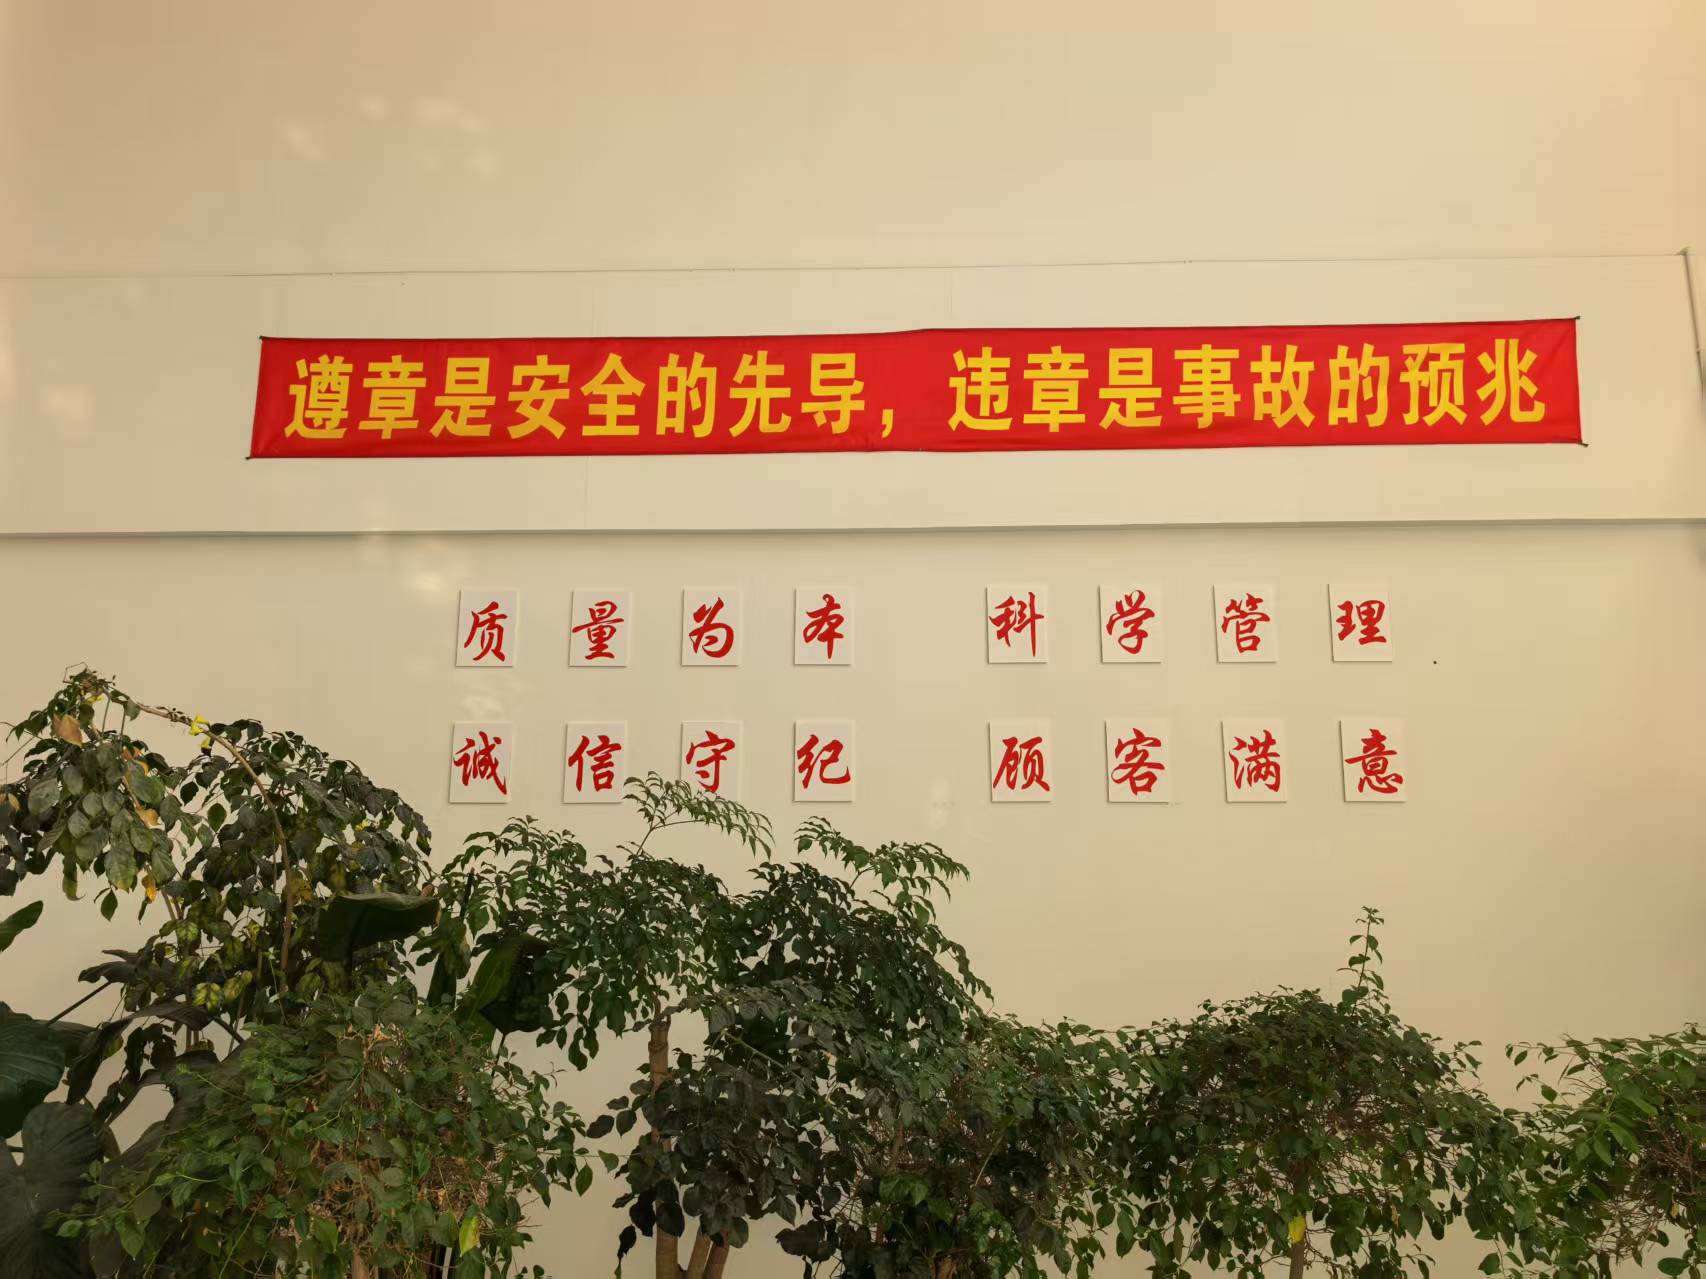 遵章是安全的先导，违章是事故的预兆
质量为本 科学管理
诚信守纪 顾客满意